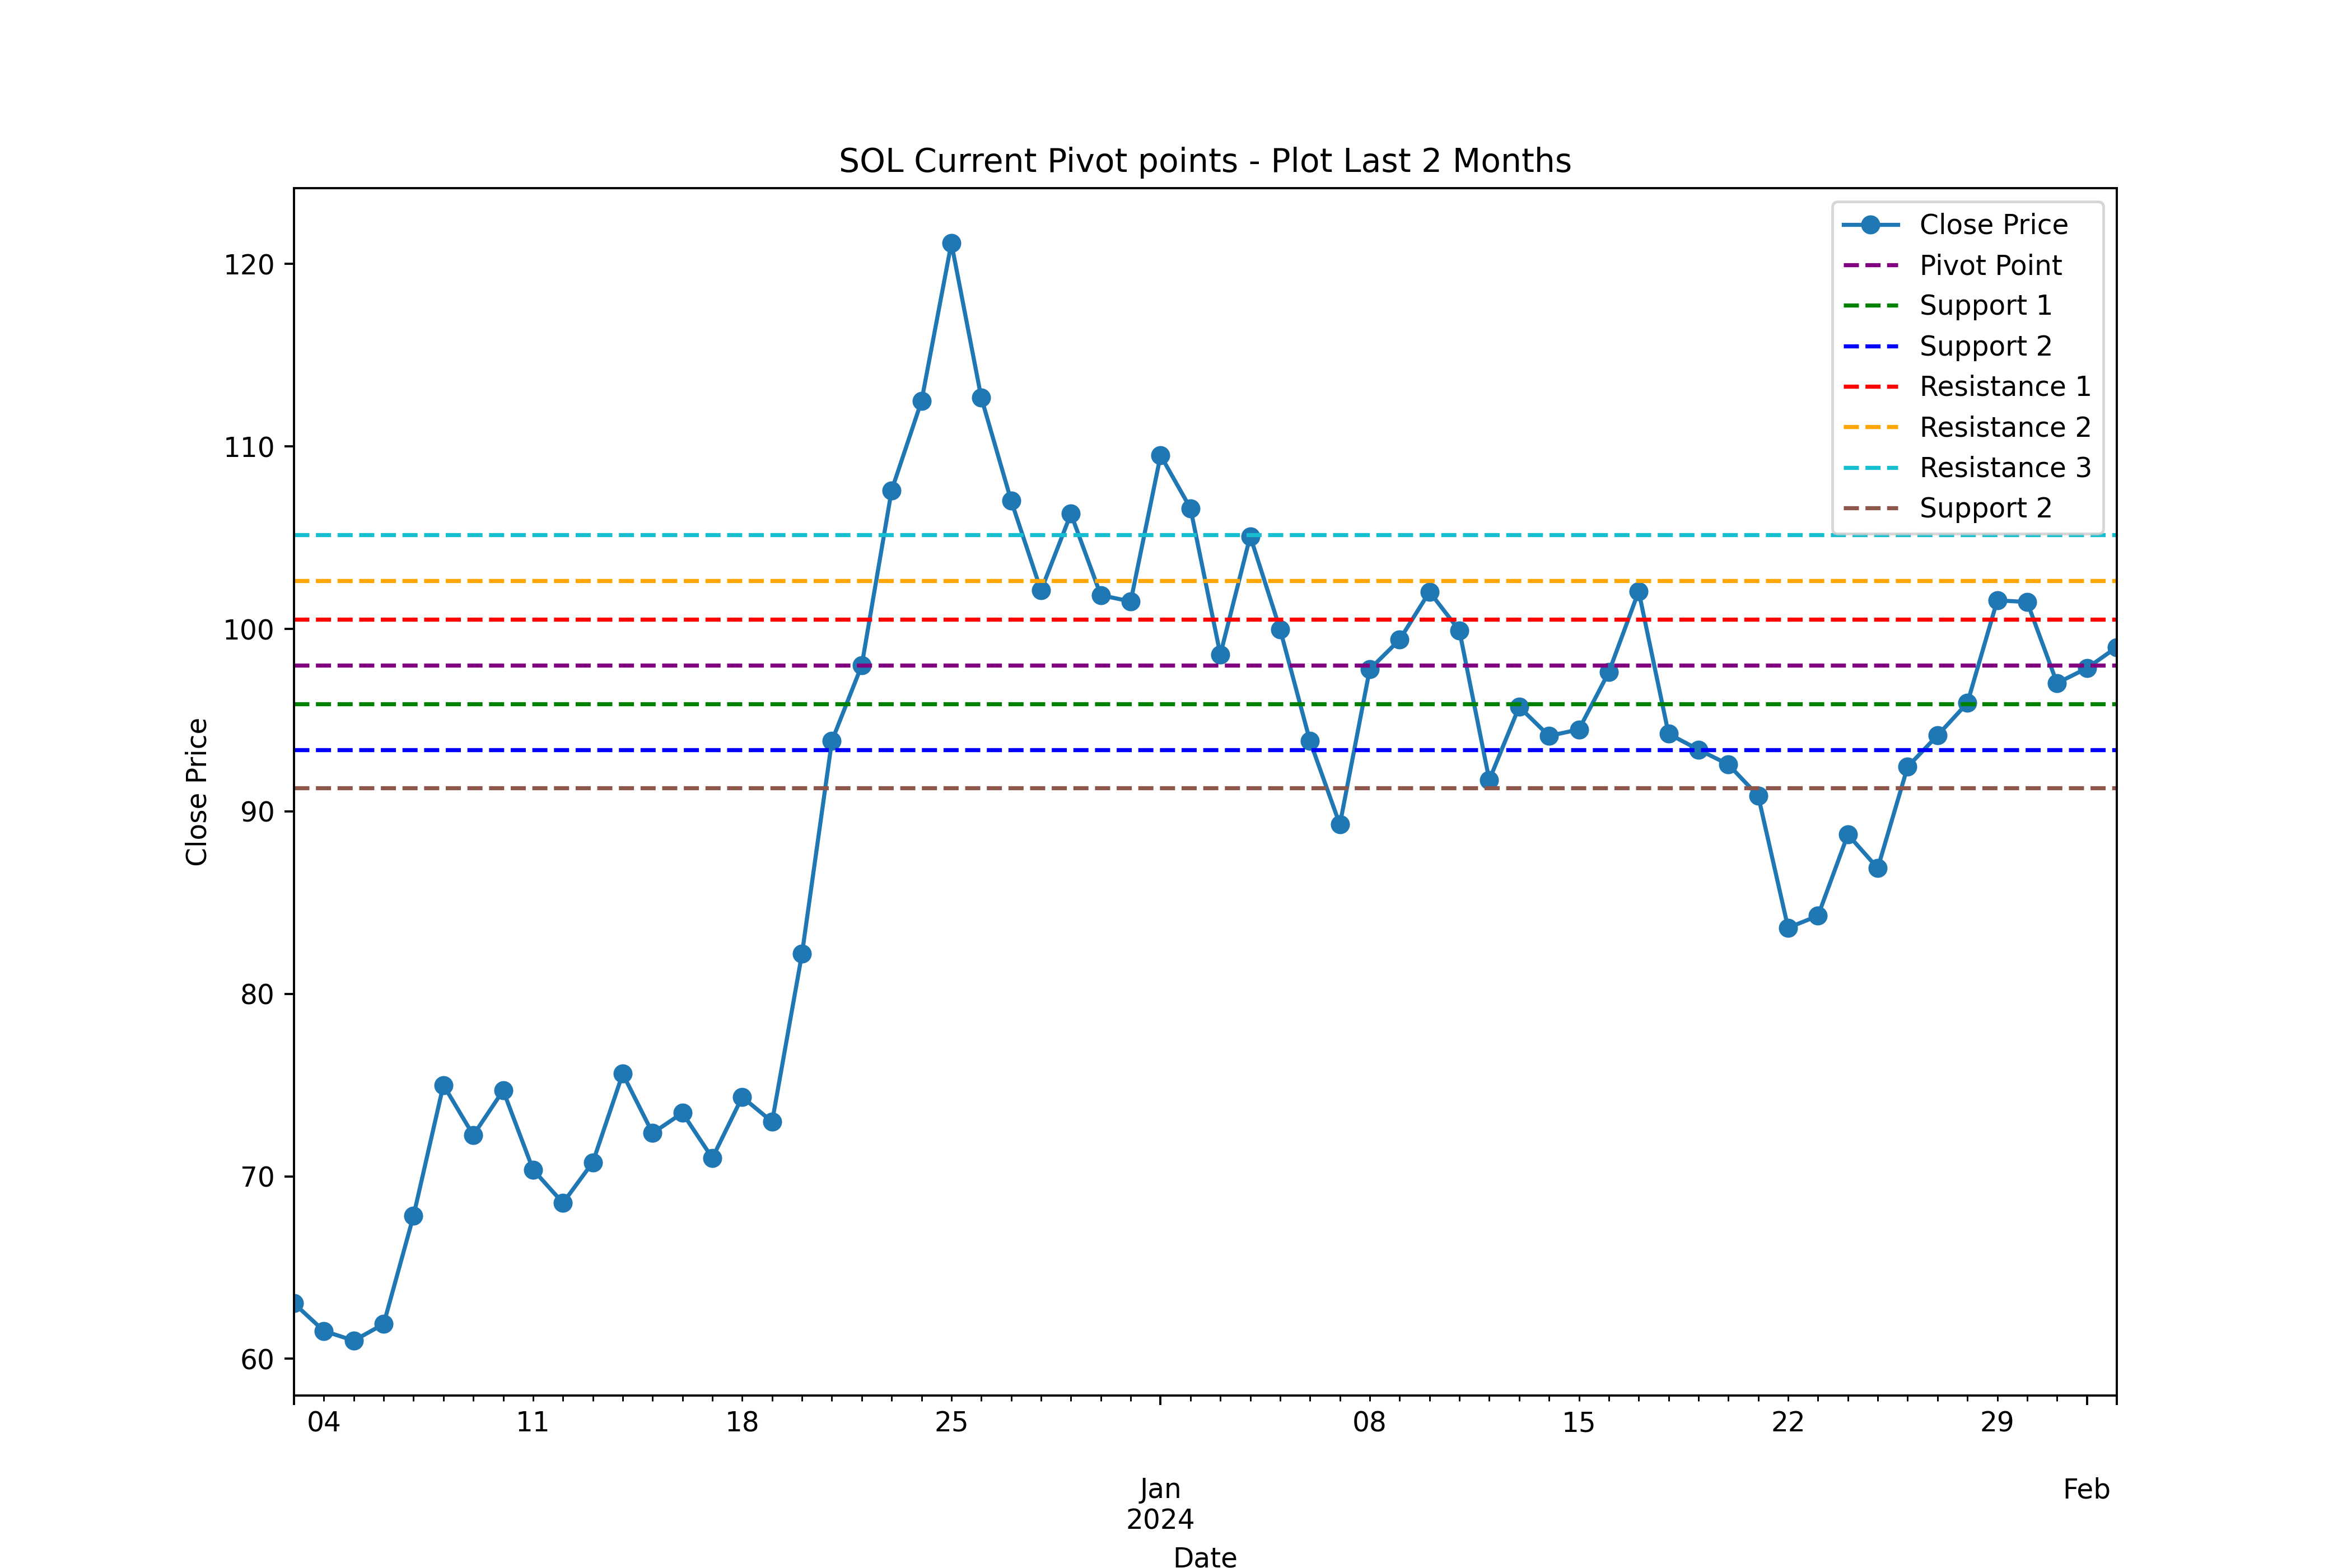 SOL Current Pivot points - Plot Last 2 Months
Close Price
Pivot Point
Support 1
Support 2
Resistance 1
Resistance 2
Resistance 3
Support 2
120
110
100
90
80
70
60
Close Price
04 11 18 25 08 15 22 29
Jan Feb
2024
Date